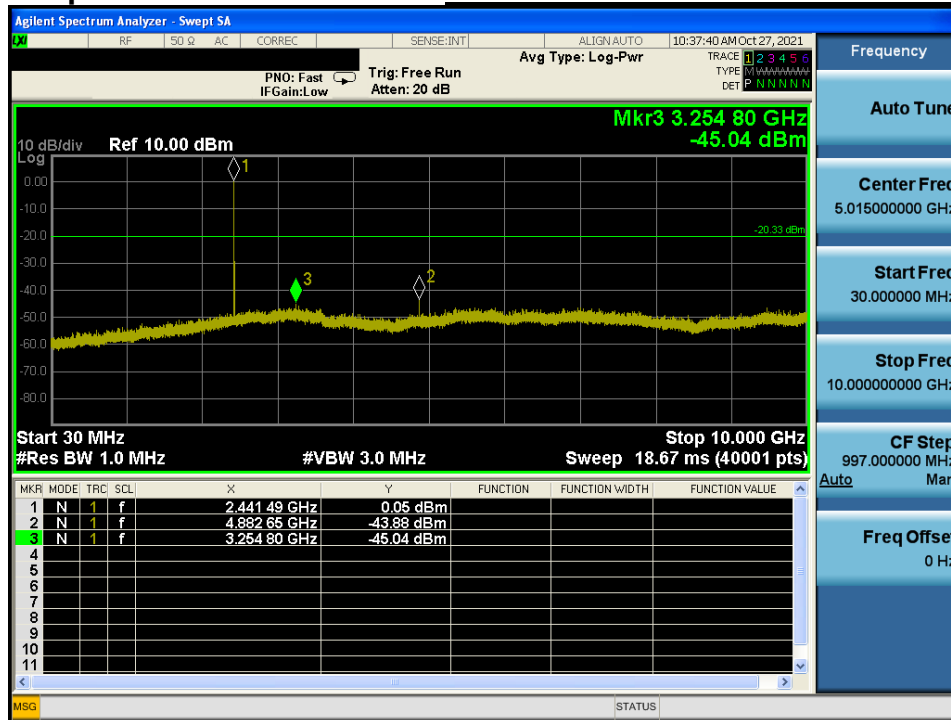 Agilent Spectrum Analyzer - Swept SA
LXI RF 50 Ω AC CORREC SENSE:INT ALIGN AUTO 10:37:40 AM Oct 27, 2021
Avg Type: Log-Pwr
TRACE 1 2 3 4 5 6
PNO: Fast Trig: Free Run TYPE M WWWWW
IFGain:Low Atten: 20 dB DET P N N N N N
Mkr3 3.254 80 GHz
-45.04 dBm
10 dB/div Ref 10.00 dBm
Log
1
0.00
-10.0
-20.0 -20.33 dBm
-30.0
3 2
-40.0
-50.0
-60.0
-70.0
-80.0
Start 30 MHz Stop 10.000 GHz
#Res BW 1.0 MHz #VBW 3.0 MHz Sweep 18.67 ms (40001 pts)
MKR MODE TRC SCL X Y FUNCTION FUNCTION WIDTH FUNCTION VALUE
1 N 1 f 2.441 49 GHz 0.05 dBm
2 N 1 f 4.882 65 GHz -43.88 dBm
3 N 1 f 3.254 80 GHz -45.04 dBm
4
5
6
7
8
9
10
11
MSG STATUS
Frequency
Auto Tune
Center Freq
5.015000000 GHz
Start Freq
30.000000 MHz
Stop Freq
10.000000000 GHz
CF Step
997.000000 MHz
Auto Man
Freq Offset
0 Hz